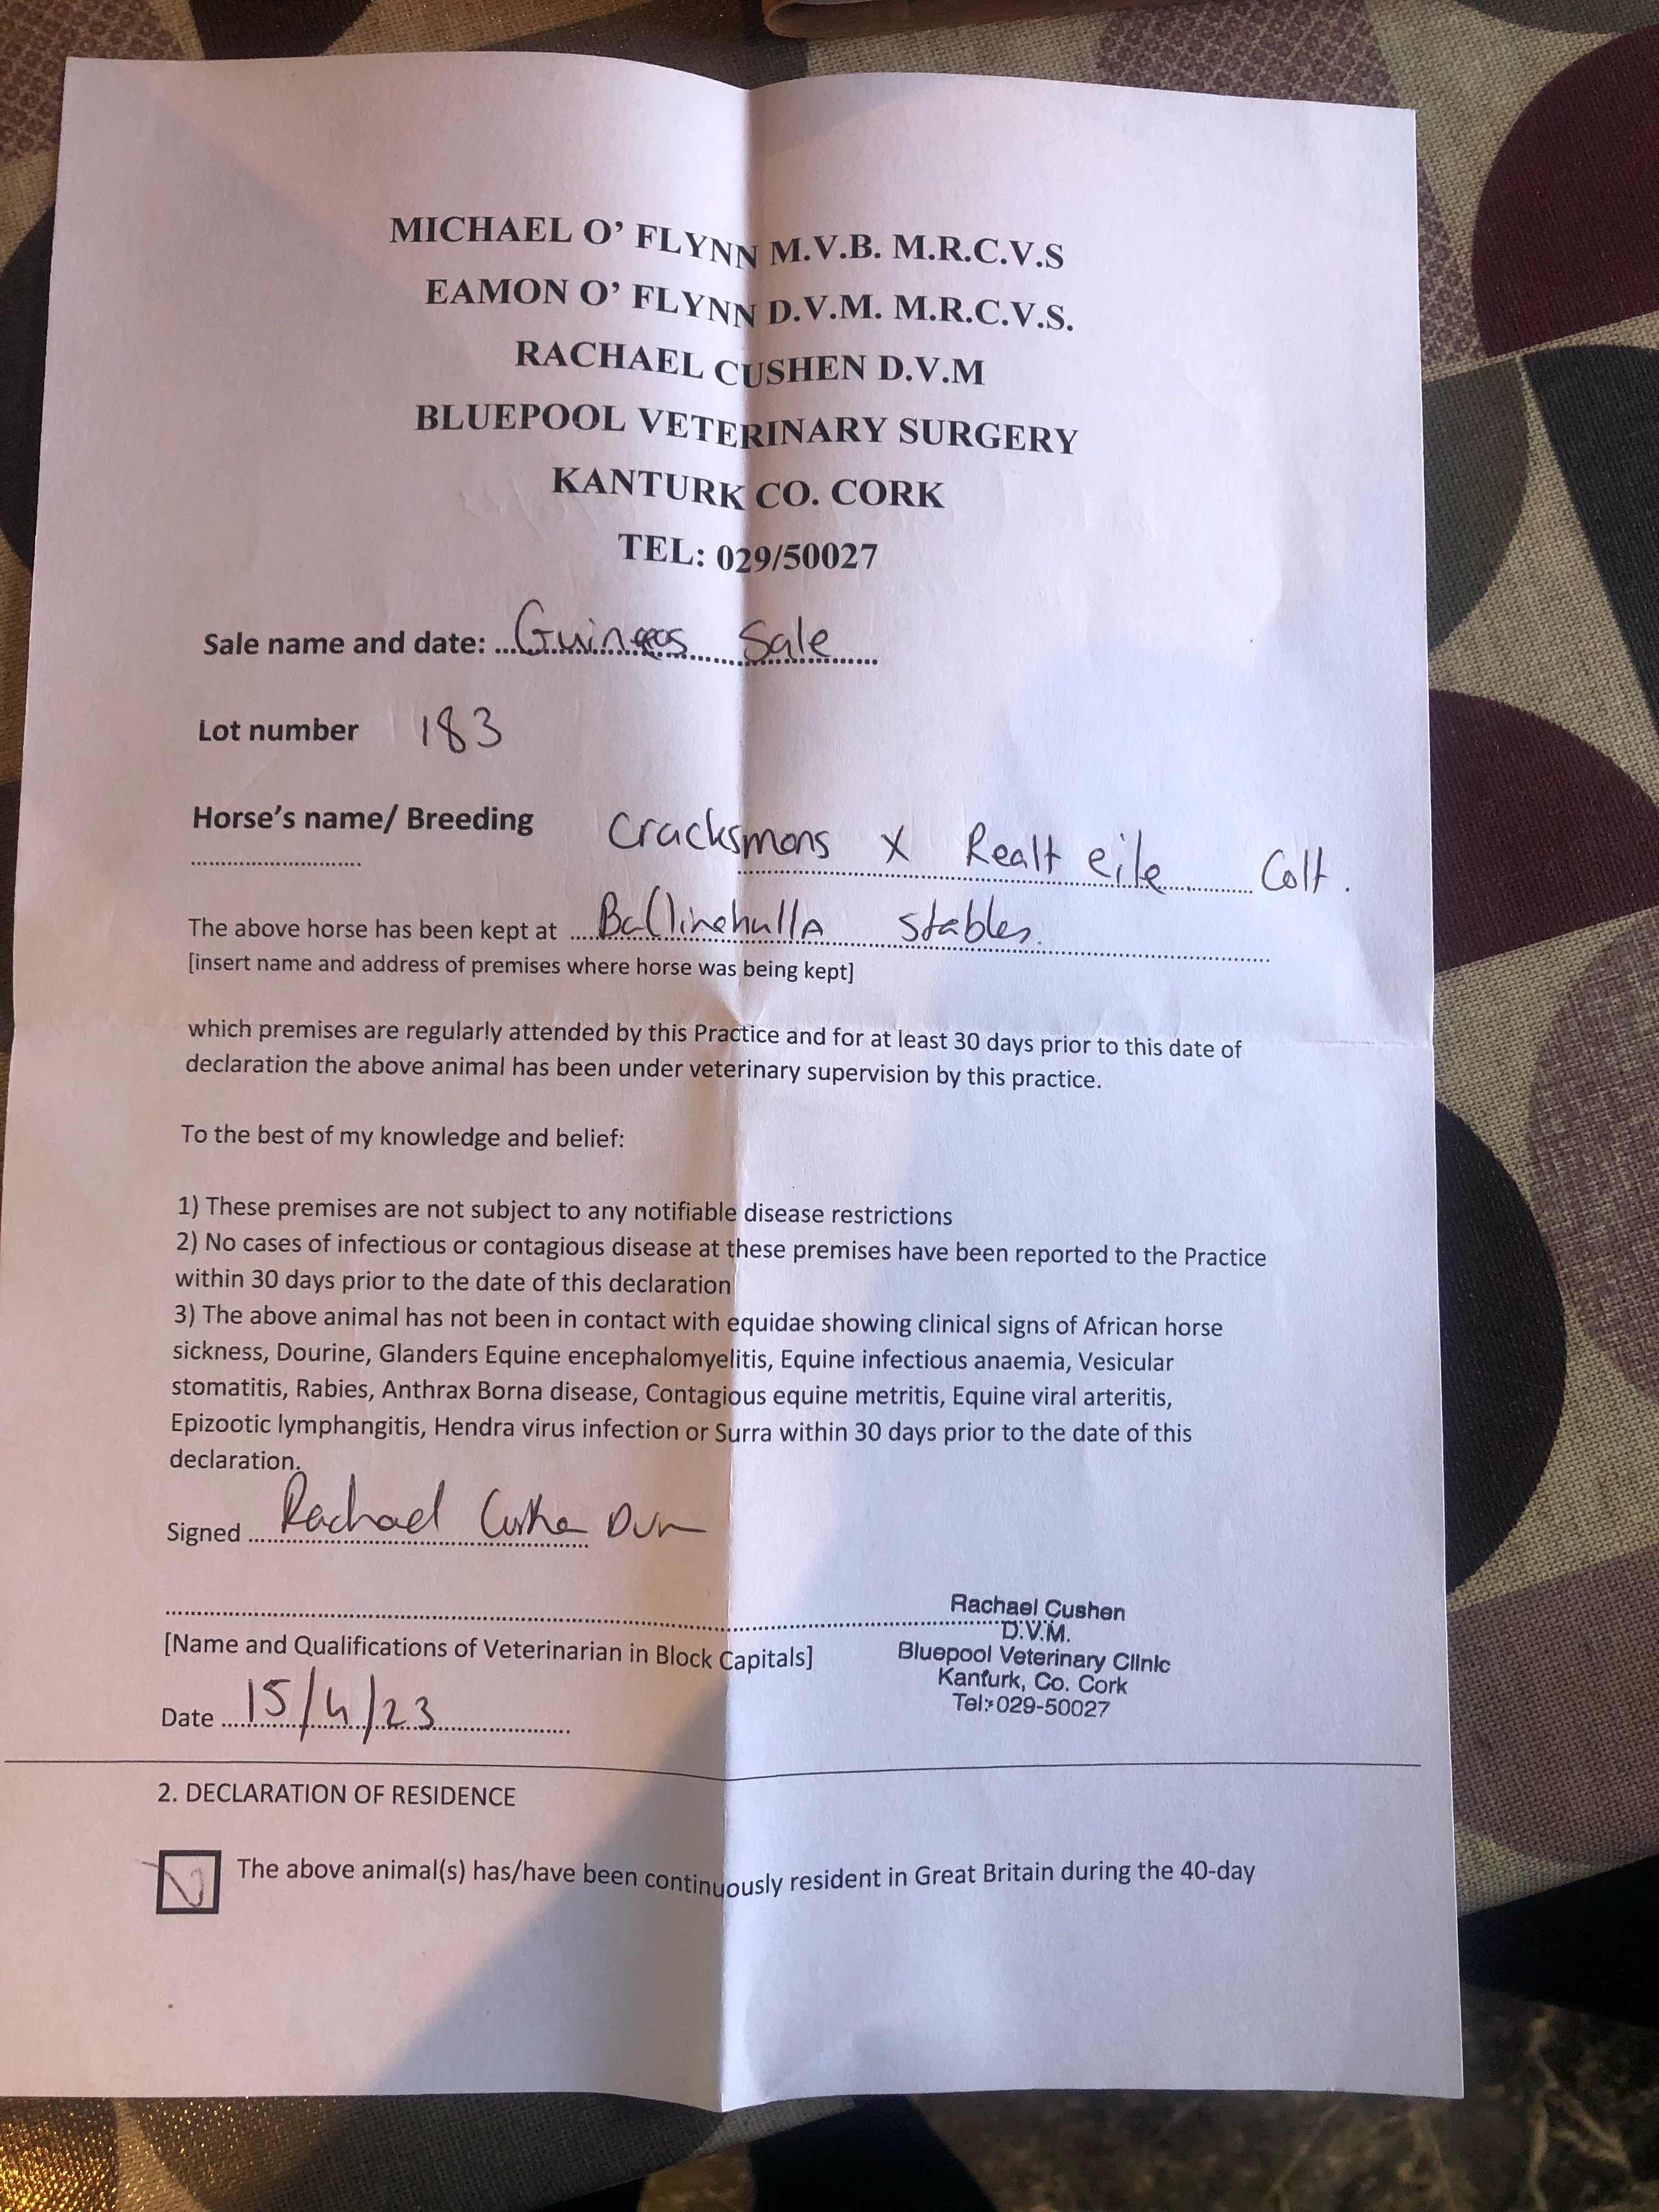 MICHAEL O' FLYNN M.V.B. M.R.C.V.S
EAMON O' FLYNN D.V.M. M.R.C.V.S.
RACHAEL CUSHEN D.V.M
BLUEPOOL VETERINARY SURGERY
KANTURK CO. CORK
TEL: 029/50027
Sale name and date: Guineas Sale
Lot number 183
Horse's name/ Breeding Cracksmans X Realt eile Colt.
The above horse has been kept at Ballinahulla Stables.
[insert name and address of premises where horse was being kept]
which premises are regularly attended by this Practice and for at least 30 days prior to this date of
declaration the above animal has been under veterinary supervision by this practice.
To the best of my knowledge and belief:
1) These premises are not subject to any notifiable disease restrictions
2) No cases of infectious or contagious disease at these premises have been reported to the Practice
within 30 days prior to the date of this declaration
3) The above animal has not been in contact with equidae showing clinical signs of African horse
sickness, Dourine, Glanders Equine encephalomyelitis, Equine infectious anaemia, Vesicular
stomatitis, Rabies, Anthrax Borna disease, Contagious equine metritis, Equine viral arteritis,
Epizootic lymphangitis, Hendra virus infection or Surra within 30 days prior to the date of this
declaration.
Signed Rachael Cushen DVM
Rachael Cushen
D.V.M.
Bluepool Veterinary Clinic
Kanturk, Co. Cork
Tel: 029-50027
[Name and Qualifications of Veterinarian in Block Capitals]
Date 15/4/23
2. DECLARATION OF RESIDENCE
The above animal(s) has/have been continuously resident in Great Britain during the 40-day